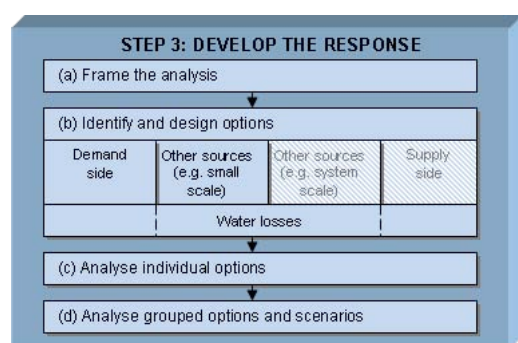 STEP 3: DEVELOP THE RESPONSE
(a) Frame the analysis
(b) Identify and design options
Demand
side
Other sources
(e.g. small
scale)
Other sources
(e.g. system
scale)
Supply
side
Water losses
(c) Analyse individual options
(d) Analyse grouped options and scenarios